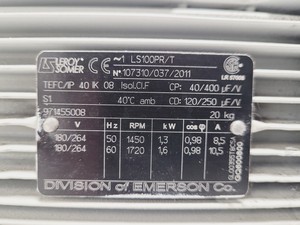 LEROY SOMER
~1 LS100PR/T
N° 107310/037/2011
LR 57008
TEFC/IP 40 IK 08 Isol.CL/F CP: 40/400 µF/V
S1 40°C amb CD: 120/250 µF/V
971455008 20 kg
V Hz RPM kW cos φ A
180/264 50 1450 1,3 0,98 8,5
180/264 60 1720 1,6 0,98 10,5
DIVISION of EMERSON Co.